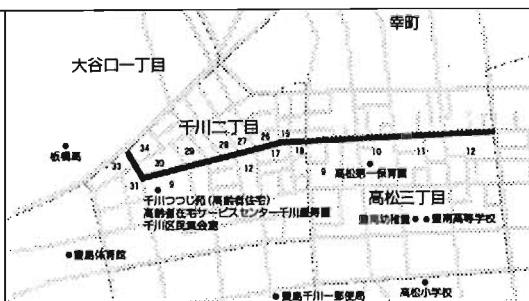 幸町
大谷口一丁目
千川二丁目
板橋高
34
33
31
30
9
29
28
27
26
12
19
17
18
9
10
11
12
高松第一保育園
千川つつじ苑(高齢者住宅)
高齢者在宅サービスセンター千川
千川区民集会室
高松三丁目
豊南幼稚園
豊南高等学校
豊島体育館
豊島千川一郵便局
高松小学校